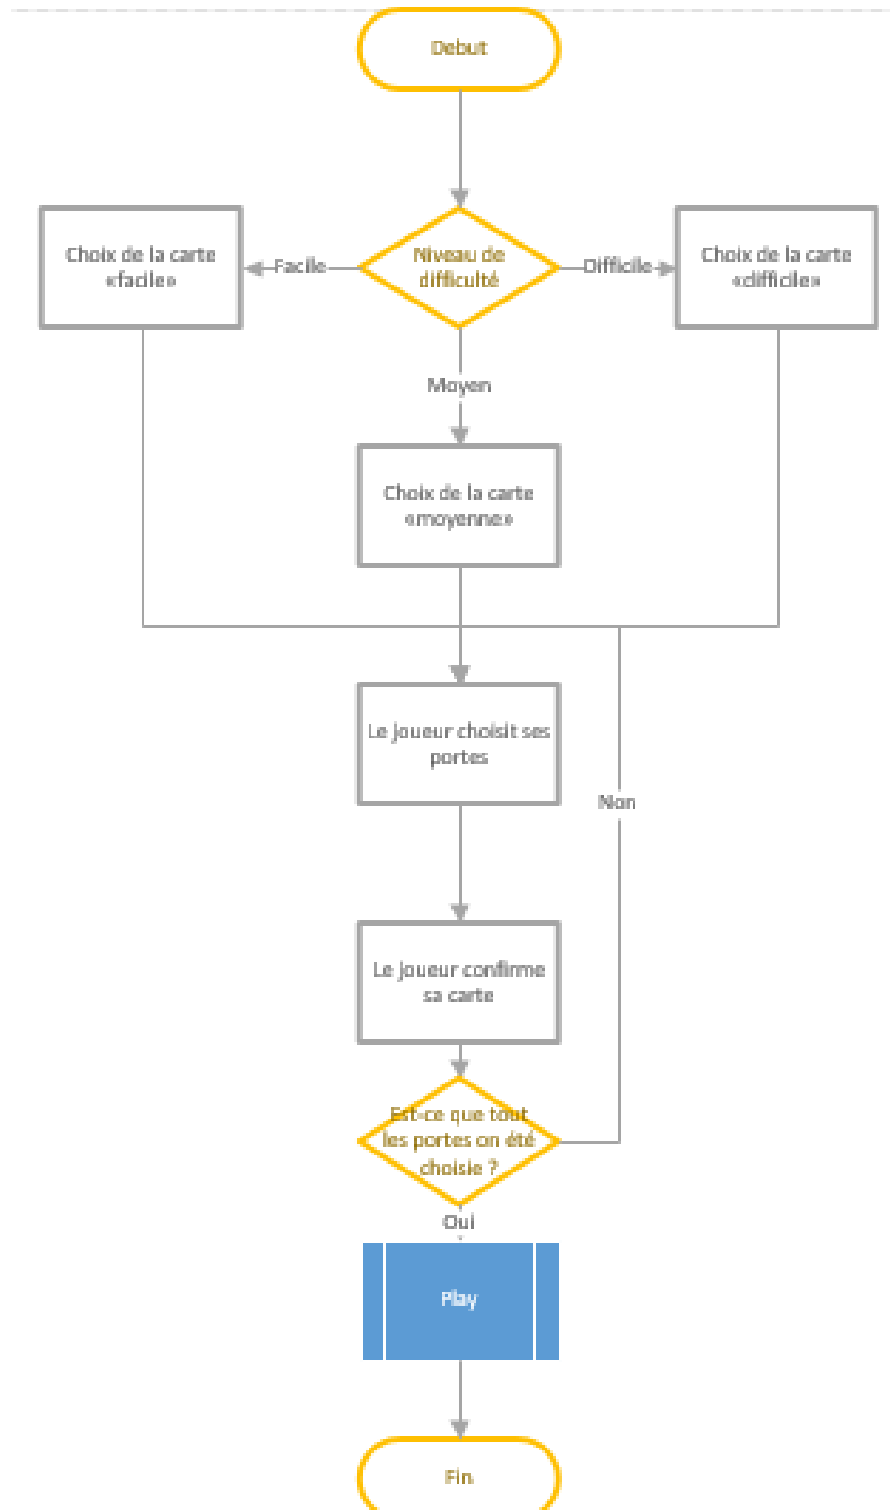 Debut
Choix de la carte
«facile»
Facile
Niveau de
difficulté
Difficile
Choix de la carte
«difficile»
Moyen
Choix de la carte
«moyenne»
Le joueur choisit ses
portes
Non
Le joueur confirme
sa carte
Est-ce que tout
les portes on été
choisie ?
Oui
Play
Fin